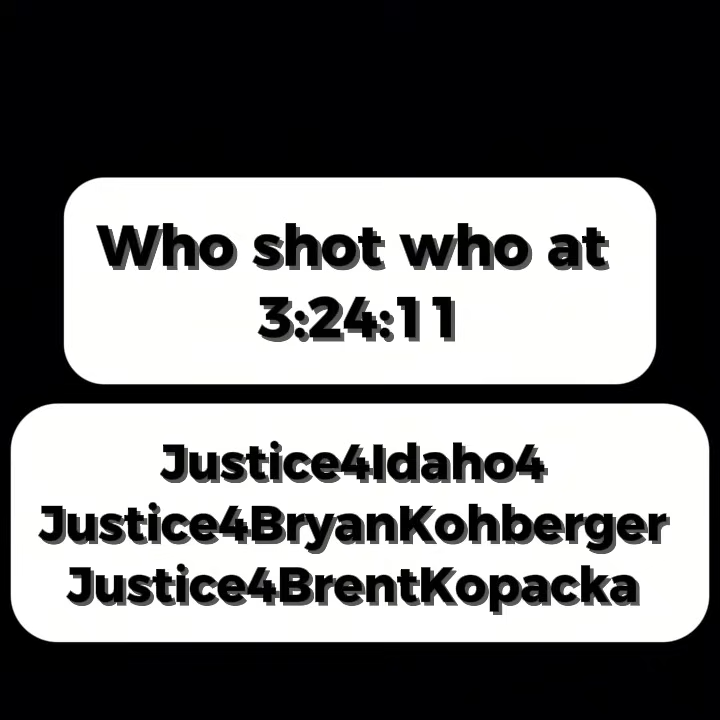 Who shot who at
3:24:11
Justice4Idaho4
Justice4BryanKohberger
Justice4BrentKopacka